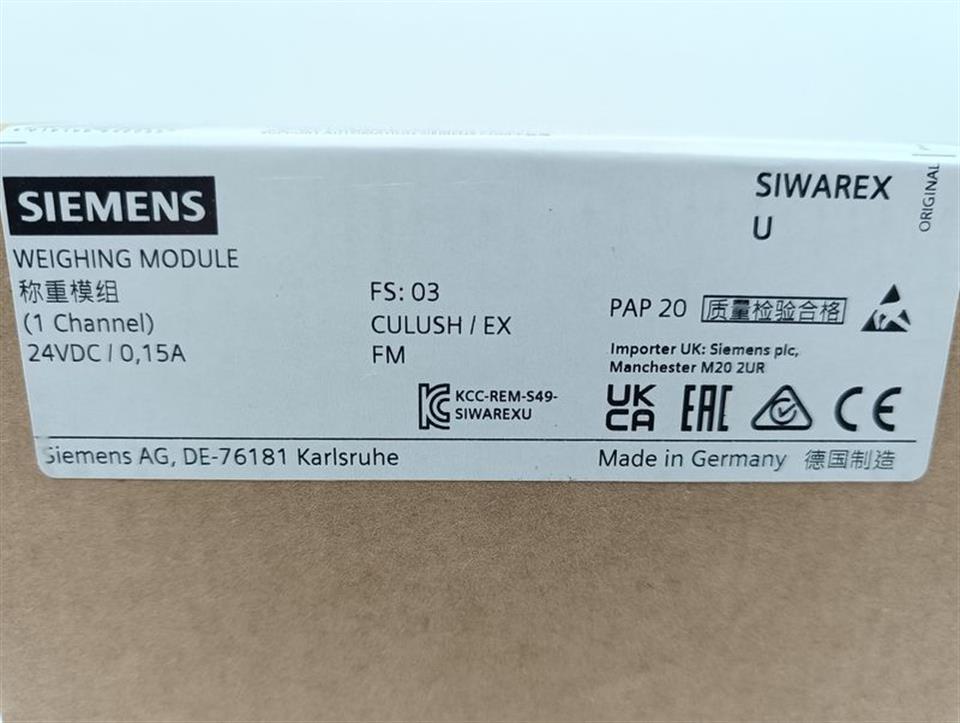 SIEMENS
WEIGHING MODULE
称重模组
(1 Channel)
24VDC / 0,15A
FS: 03
CULUSH / EX
FM
KCC-REM-S49-
SIWAREXU
SIWAREX
U
ORIGINAL
PAP 20 质量检验合格
Importer UK: Siemens plc,
Manchester M20 2UR
UK
CA
EAC
CE
Siemens AG, DE-76181 Karlsruhe
Made in Germany 德国制造